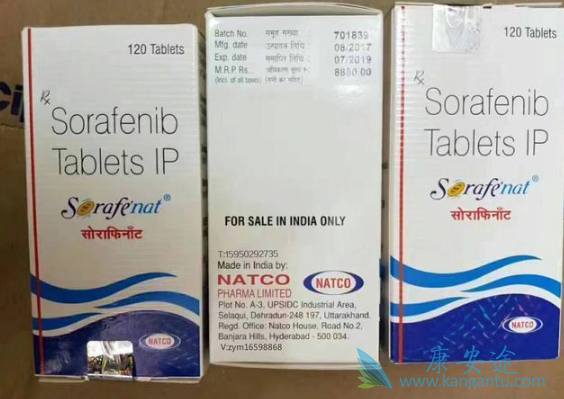 120 Tablets
Rx
Sorafenib
Tablets IP
Sorafenat®
सोराफिनॅट
NATCO
Batch No. : 701839
Mfg. date : 08/2017
Exp. date : 07/2019
M.R.P Rs. : 8880.00
(Incl. of all taxes)
FOR SALE IN INDIA ONLY
T:15950292735
Made in India by:
NATCO
PHARMA LIMITED
NATCO
Plot No. A-3, UPSIDC Industrial Area,
Selaqui, Dehradun-248 197, Uttarakhand.
Regd. Office: Natco House, Road No.2,
Banjara Hills, Hyderabad - 500 034.
V:zym16598868
120 Tablets
Rx
Sorafenib
Tablets IP
Sorafenat®
सोराफिनॅट
NATCO
康安途
www.kangantu.com